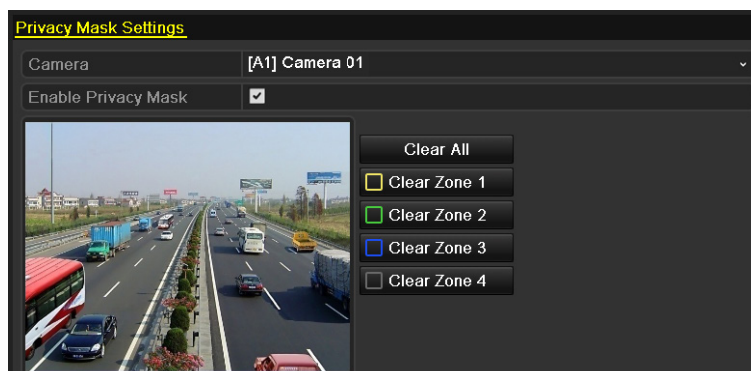 Privacy Mask Settings
Camera
[A1] Camera 01
Enable Privacy Mask
Clear All
Clear Zone 1
Clear Zone 2
Clear Zone 3
Clear Zone 4